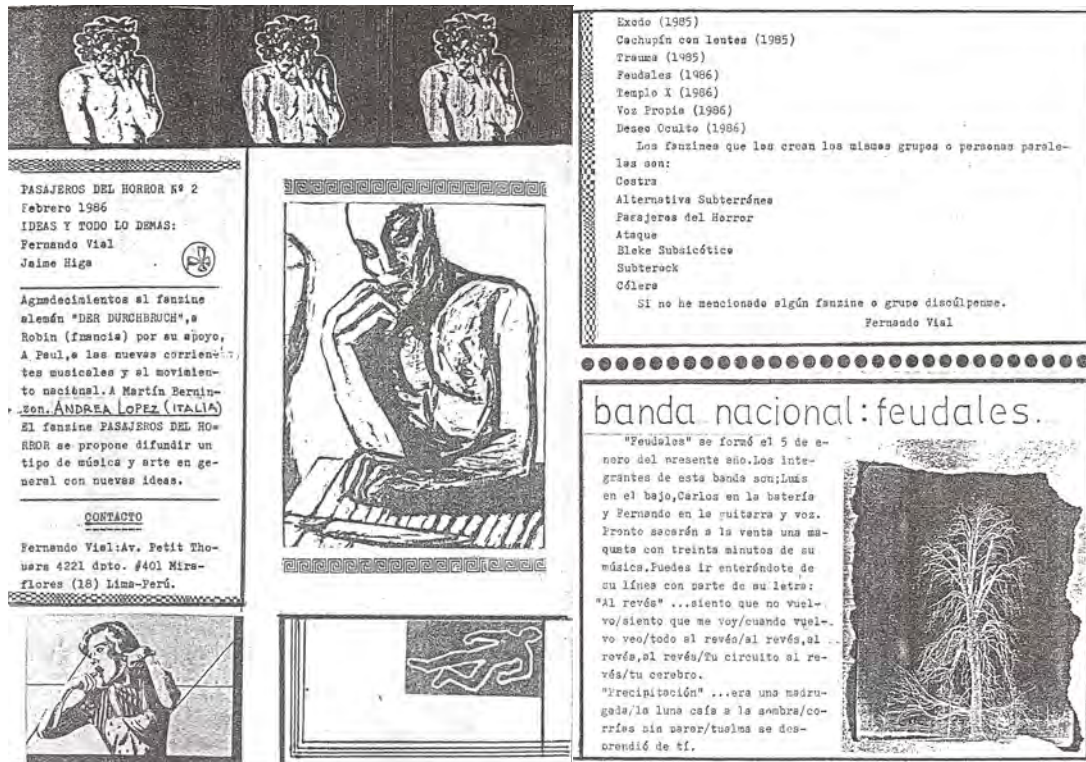 PASAJEROS DEL HORROR Nº 2
Febrero 1986
IDEAS Y TODO LO DEMAS:
Fernando Vial
Jaime Higa
Agradecimientos al fanzine
alemán "DER DURCHBRUCH",a
Robin (francia) por su apoyo,
A Paul,a las nuevas corrien-
tes musicales y al movimien-
to nacional.A Martín Bernin-
zon. ANDREA LOPEZ (ITALIA)
El fanzine PASAJEROS DEL HO-
RROR se propone difundir un
tipo de música y arte en ge-
neral con nuevas ideas.
CONTACTO
Fernando Vial:Av. Petit Tho-
uars 4221 dpto. #401 Mira-
flores (18) Lima-Perú.
Exodo (1985)
Cachupín con lentes (1985)
Trauma (1985)
Feudales (1986)
Templo X (1986)
Voz Propia (1986)
Deseo Oculto (1986)
Los fanzines que los crean los mismos grupos o personas parale-
las son:
Costra
Alternativa Subterránea
Pasajeros del Horror
Ataque
Bleke Subsicótico
Subterock
Cólera
Si no he mencionado algún fanzine o grupo discúlpenme.
Fernando Vial
banda nacional:feudales.
"Feudales" se formó el 5 de e-
nero del presente año.Los inte-
grantes de esta banda son;Luis
en el bajo,Carlos en la batería
y Fernando en la guitarra y voz.
Pronto sacarán a la venta una ma-
queta con treinta minutos de su
música.Puedes ir enterándote de
su línea con parte de su letra:
"Al revés" ...siento que no vuel-
vo/siento que me voy/cuando vuel-
vo veo/todo al revés/al revés,al
revés,al revés/Tu circuito al re-
vés/tu cerebro.
"Precipitación" ...era una madru-
gada/la luna caía a la sombra/co-
rrías sin parar/tualma se des-
prendió de tí.